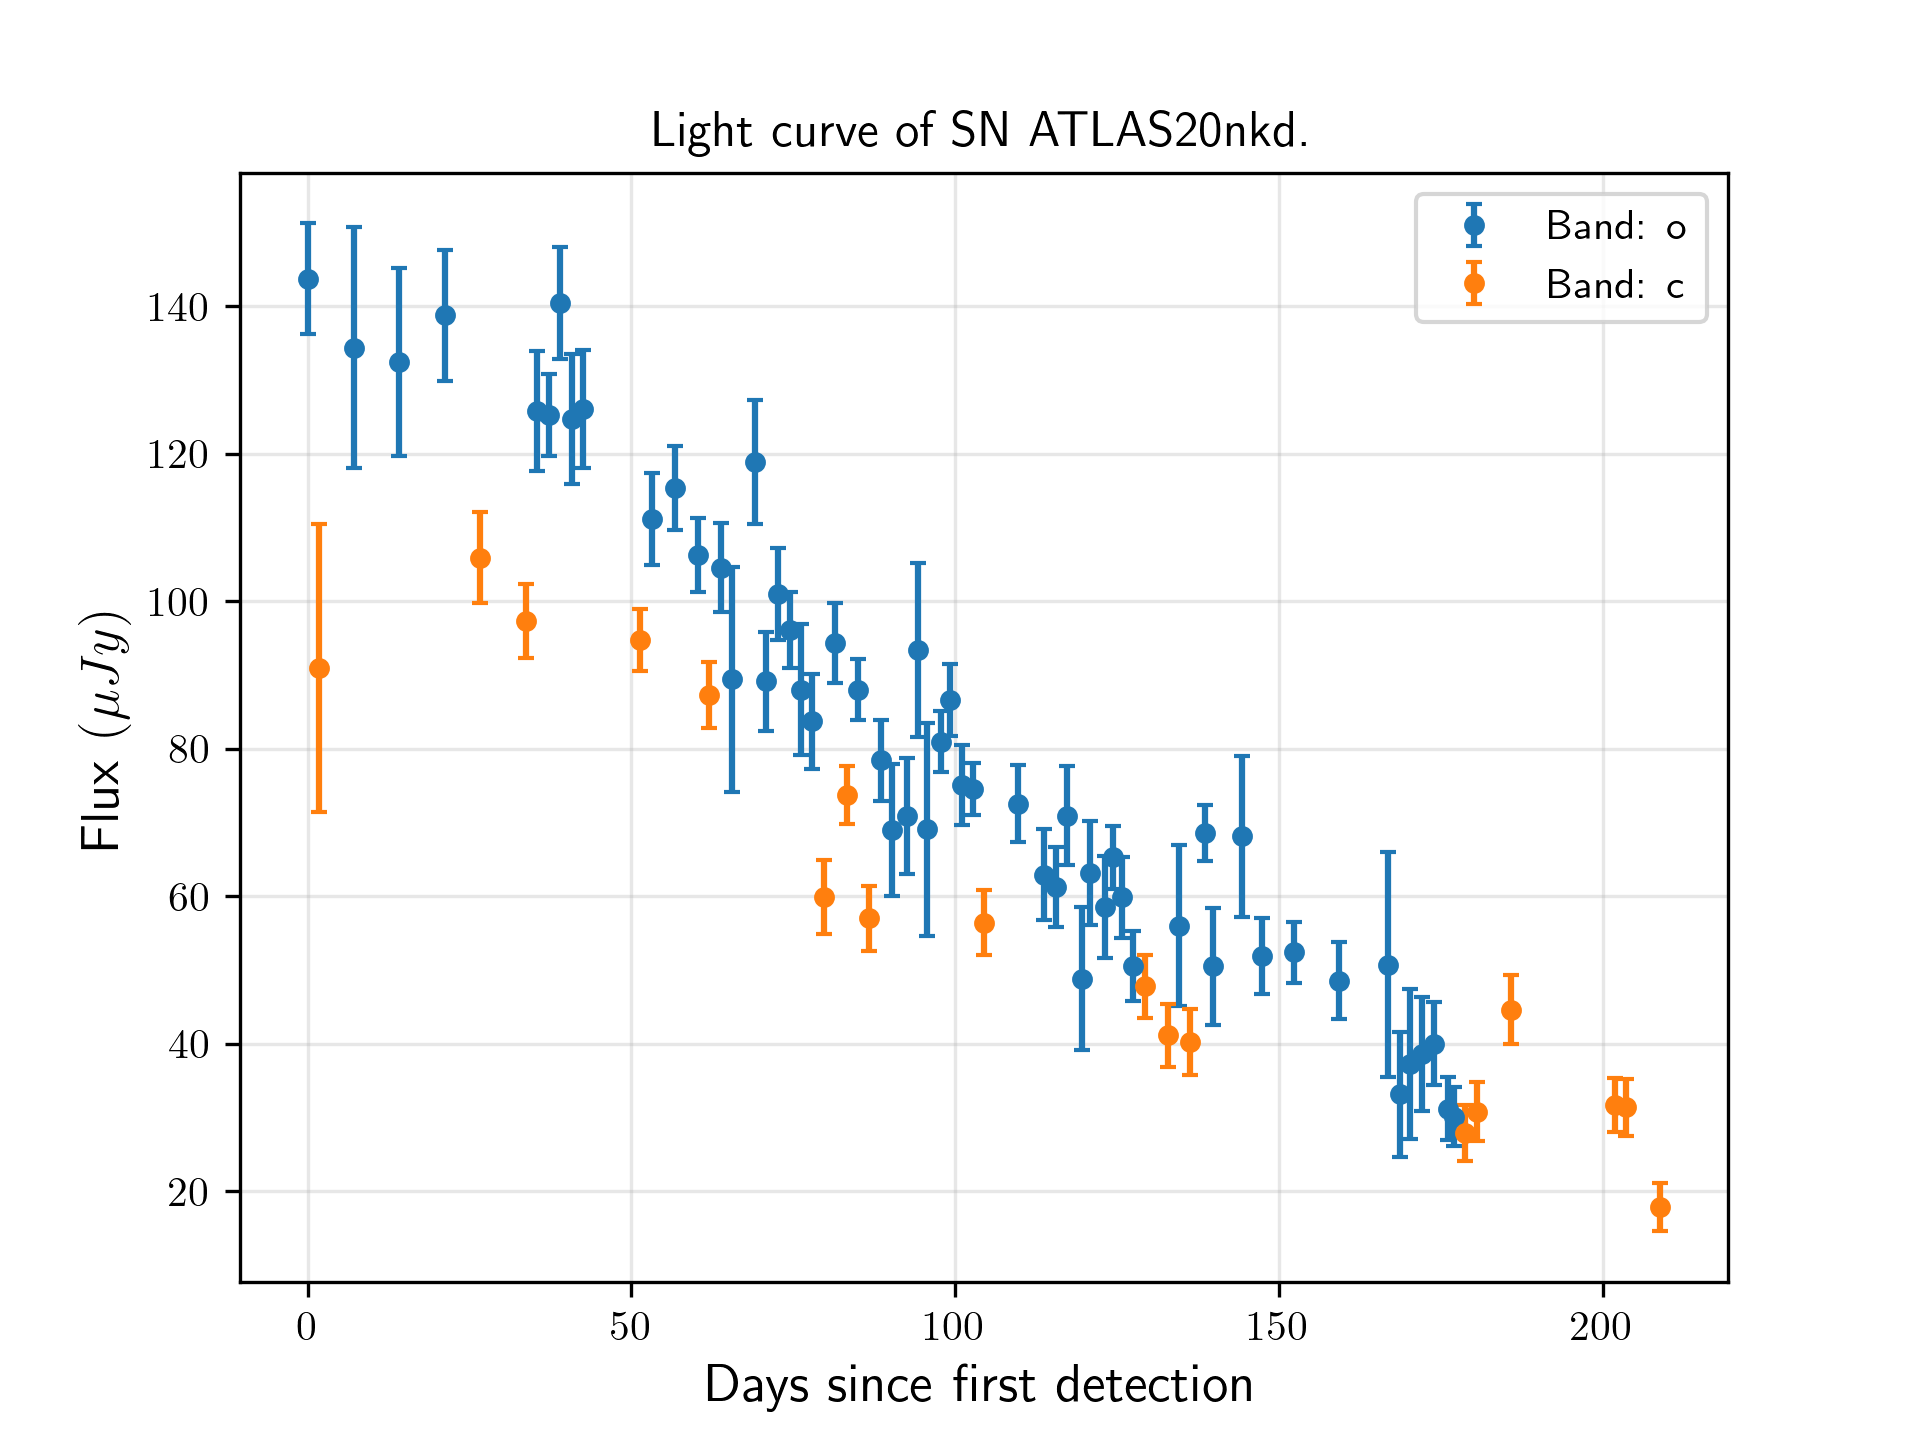 Light curve of SN ATLAS20nkd.
Band: o
Band: c
140
120
100
80
60
40
20
Flux (μJy)
0 50 100 150 200
Days since first detection